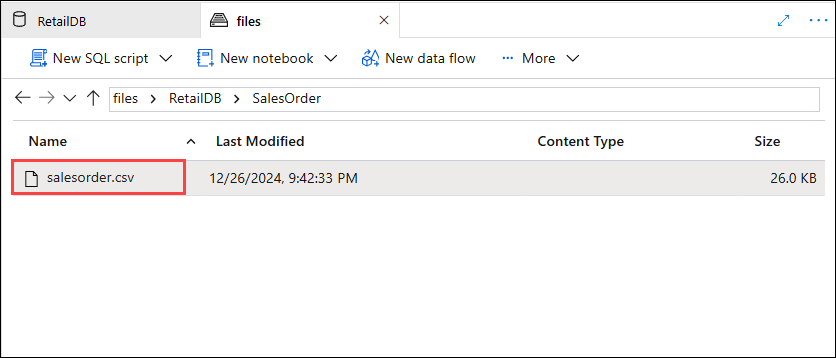 RetailDB files
New SQL script New notebook New data flow ··· More
files RetailDB SalesOrder
Name Last Modified Content Type Size
salesorder.csv 12/26/2024, 9:42:33 PM 26.0 KB